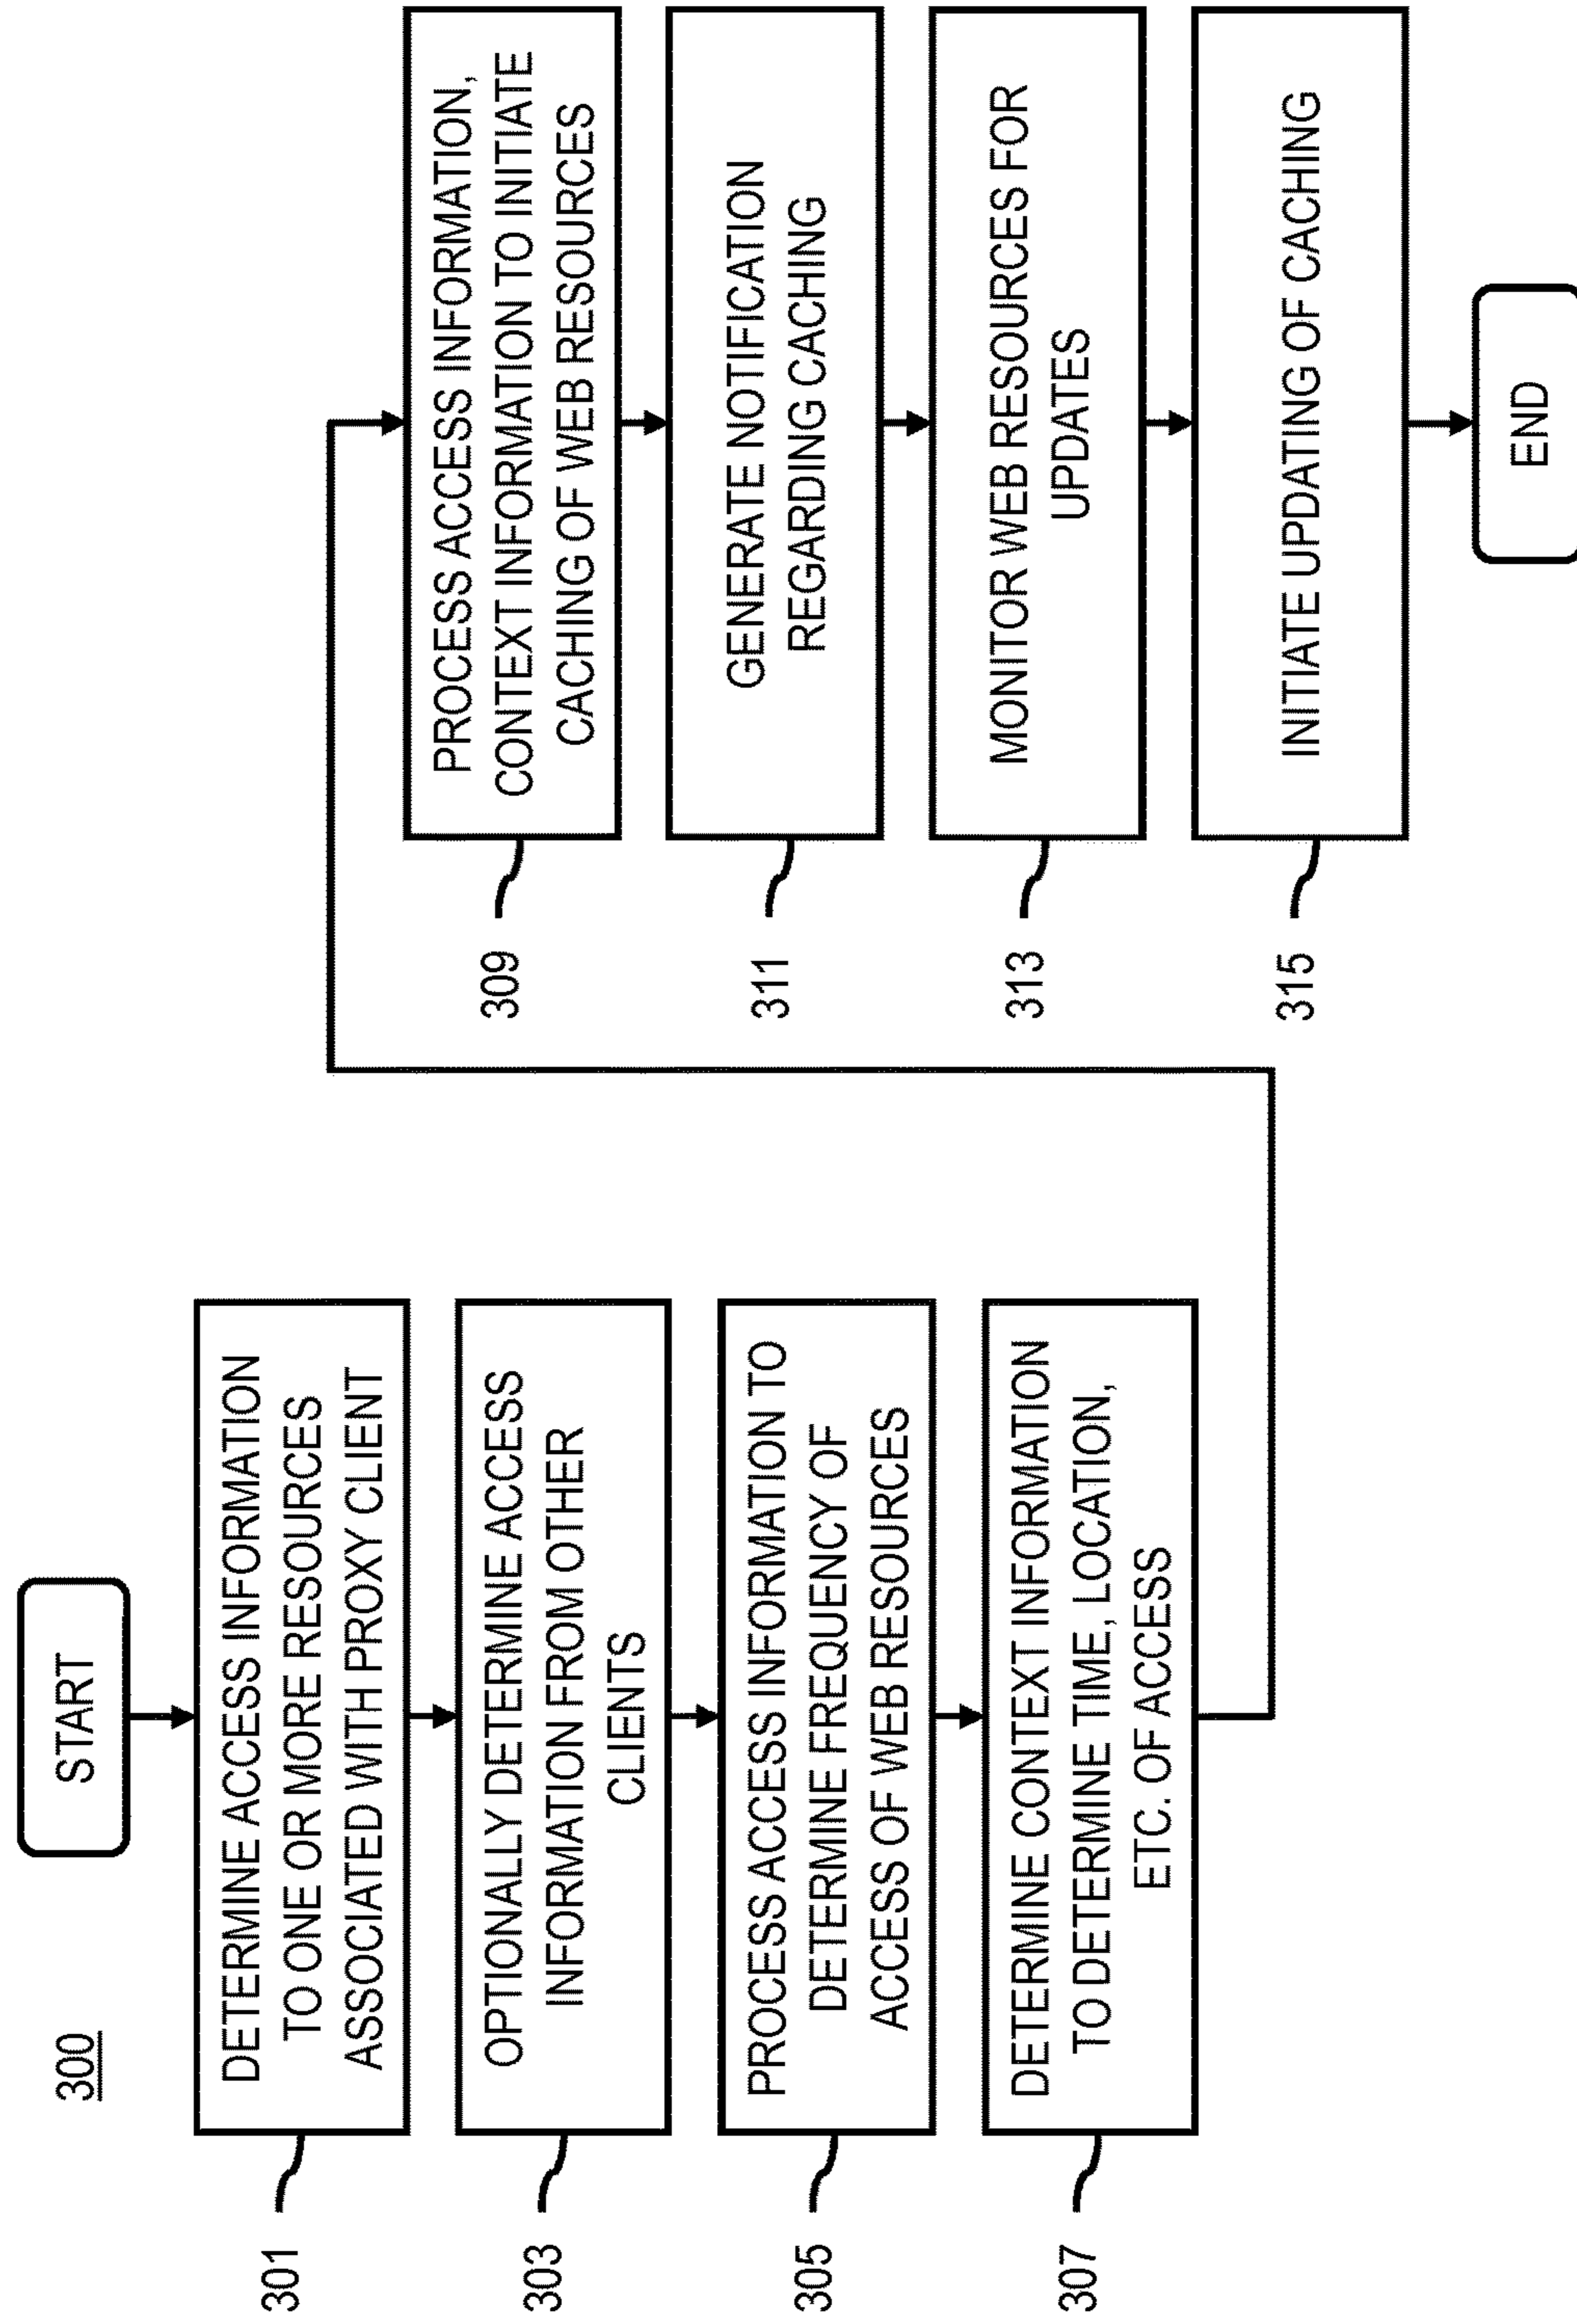 300
START
301
DETERMINE ACCESS INFORMATION
TO ONE OR MORE RESOURCES
ASSOCIATED WITH PROXY CLIENT
303
OPTIONALLY DETERMINE ACCESS
INFORMATION FROM OTHER
CLIENTS
305
PROCESS ACCESS INFORMATION TO
DETERMINE FREQUENCY OF
ACCESS OF WEB RESOURCES
307
DETERMINE CONTEXT INFORMATION
TO DETERMINE TIME, LOCATION,
ETC. OF ACCESS
309
PROCESS ACCESS INFORMATION,
CONTEXT INFORMATION TO INITIATE
CACHING OF WEB RESOURCES
311
GENERATE NOTIFICATION
REGARDING CACHING
313
MONITOR WEB RESOURCES FOR
UPDATES
315
INITIATE UPDATING OF CACHING
END